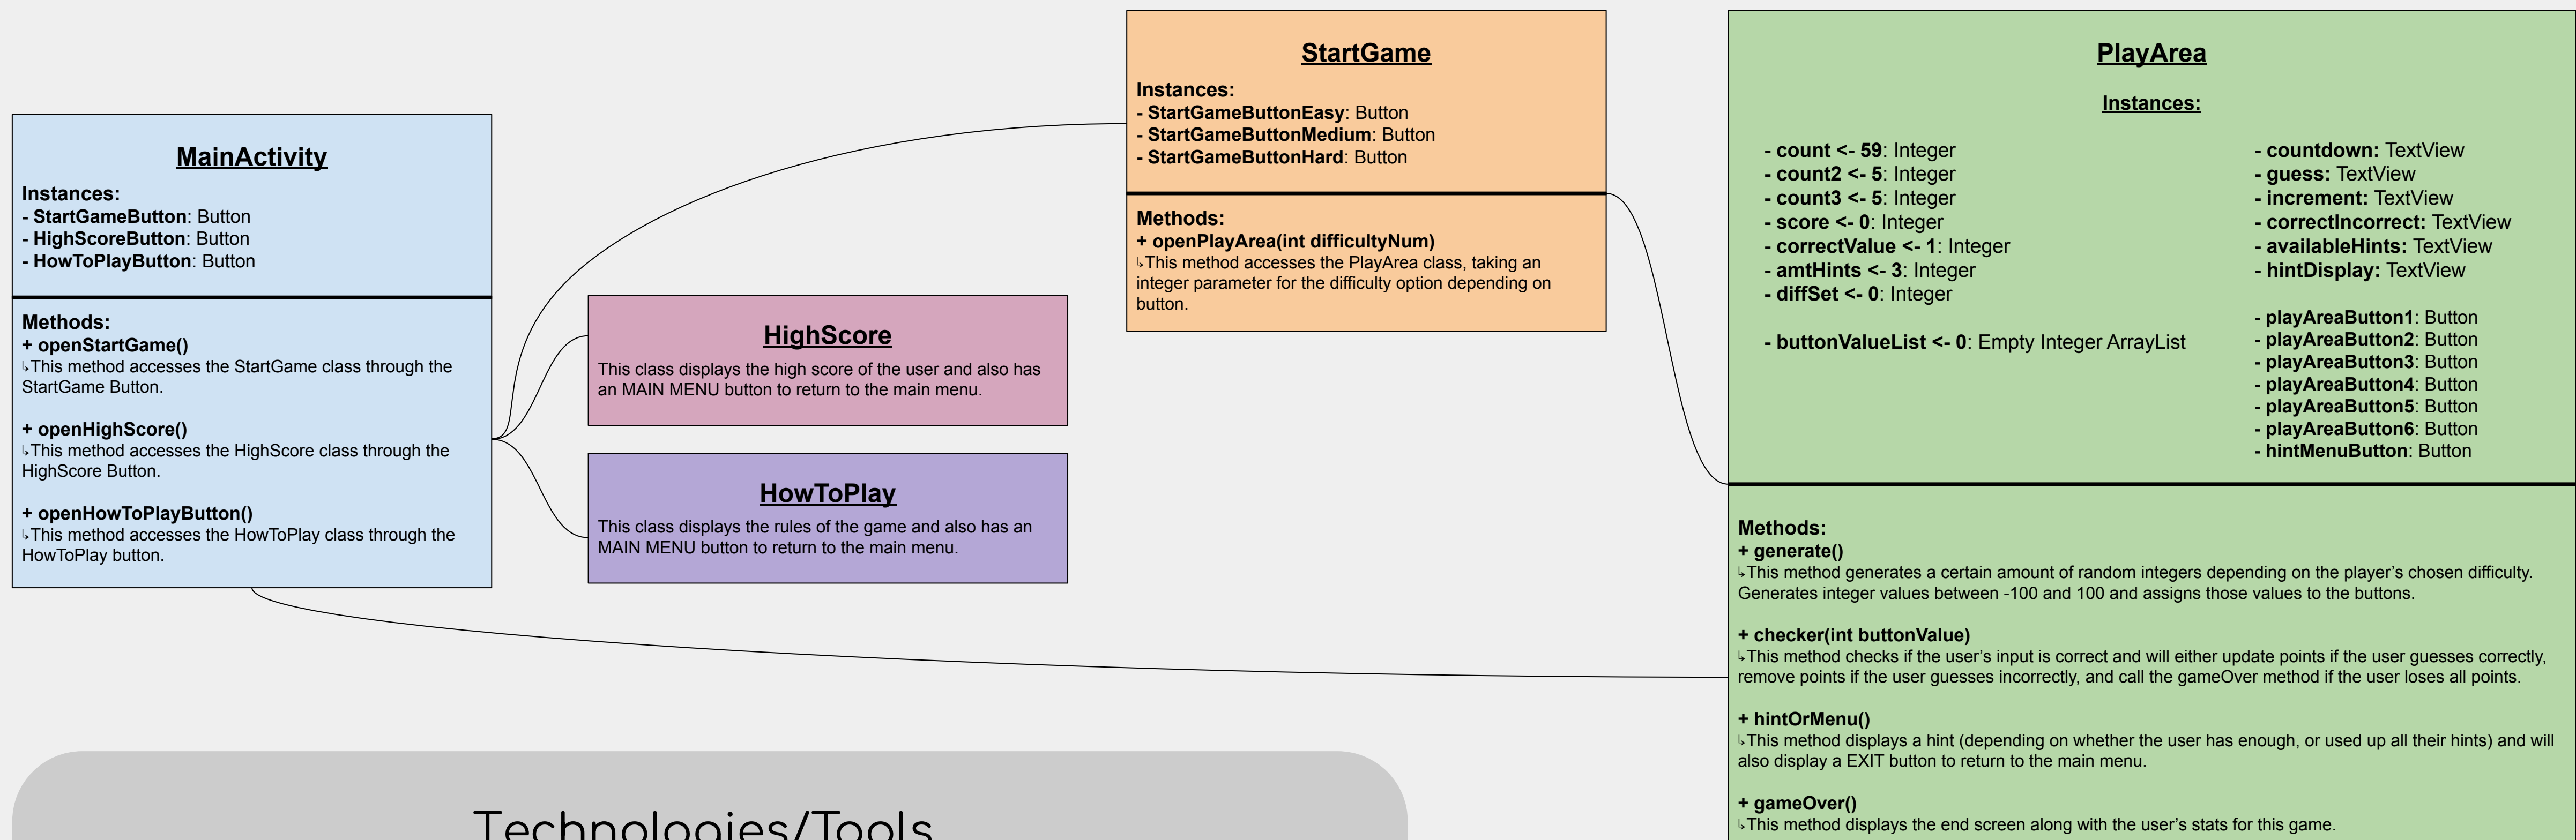 MainActivity
Instances:
- StartGameButton: Button
- HighScoreButton: Button
- HowToPlayButton: Button
Methods:
+ openStartGame()
↳This method accesses the StartGame class through the
StartGame Button.
+ openHighScore()
↳This method accesses the HighScore class through the
HighScore Button.
+ openHowToPlayButton()
↳This method accesses the HowToPlay class through the
HowToPlay button.
HighScore
This class displays the high score of the user and also has
an MAIN MENU button to return to the main menu.
HowToPlay
This class displays the rules of the game and also has an
MAIN MENU button to return to the main menu.
StartGame
Instances:
- StartGameButtonEasy: Button
- StartGameButtonMedium: Button
- StartGameButtonHard: Button
Methods:
+ openPlayArea(int difficultyNum)
↳This method accesses the PlayArea class, taking an
integer parameter for the difficulty option depending on
button.
PlayArea
Instances:
- count <- 59: Integer
- count2 <- 5: Integer
- count3 <- 5: Integer
- score <- 0: Integer
- correctValue <- 1: Integer
- amtHints <- 3: Integer
- diffSet <- 0: Integer
- buttonValueList <- 0: Empty Integer ArrayList
- countdown: TextView
- guess: TextView
- increment: TextView
- correctIncorrect: TextView
- availableHints: TextView
- hintDisplay: TextView
- playAreaButton1: Button
- playAreaButton2: Button
- playAreaButton3: Button
- playAreaButton4: Button
- playAreaButton5: Button
- playAreaButton6: Button
- hintMenuButton: Button
Methods:
+ generate()
↳This method generates a certain amount of random integers depending on the player's chosen difficulty.
Generates integer values between -100 and 100 and assigns those values to the buttons.
+ checker(int buttonValue)
↳This method checks if the user's input is correct and will either update points if the user guesses correctly,
remove points if the user guesses incorrectly, and call the gameOver method if the user loses all points.
+ hintOrMenu()
↳This method displays a hint (depending on whether the user has enough, or used up all their hints) and will
also display a EXIT button to return to the main menu.
+ gameOver()
↳This method displays the end screen along with the user's stats for this game.
Technologies/Tools